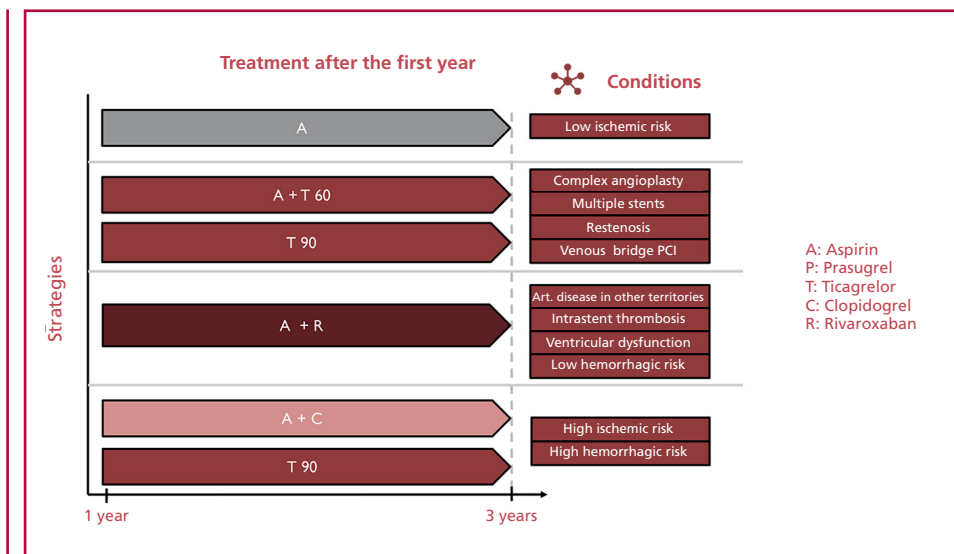 Treatment after the first year
Conditions
Strategies
A
Low ischemic risk
A + T 60
T 90
Complex angioplasty
Multiple stents
Restenosis
Venous bridge PCI
A + R
Art. disease in other territories
Intrastent thrombosis
Ventricular dysfunction
Low hemorrhagic risk
A + C
T 90
High ischemic risk
High hemorrhagic risk
1 year
3 years
A: Aspirin
P: Prasugrel
T: Ticagrelor
C: Clopidogrel
R: Rivaroxaban